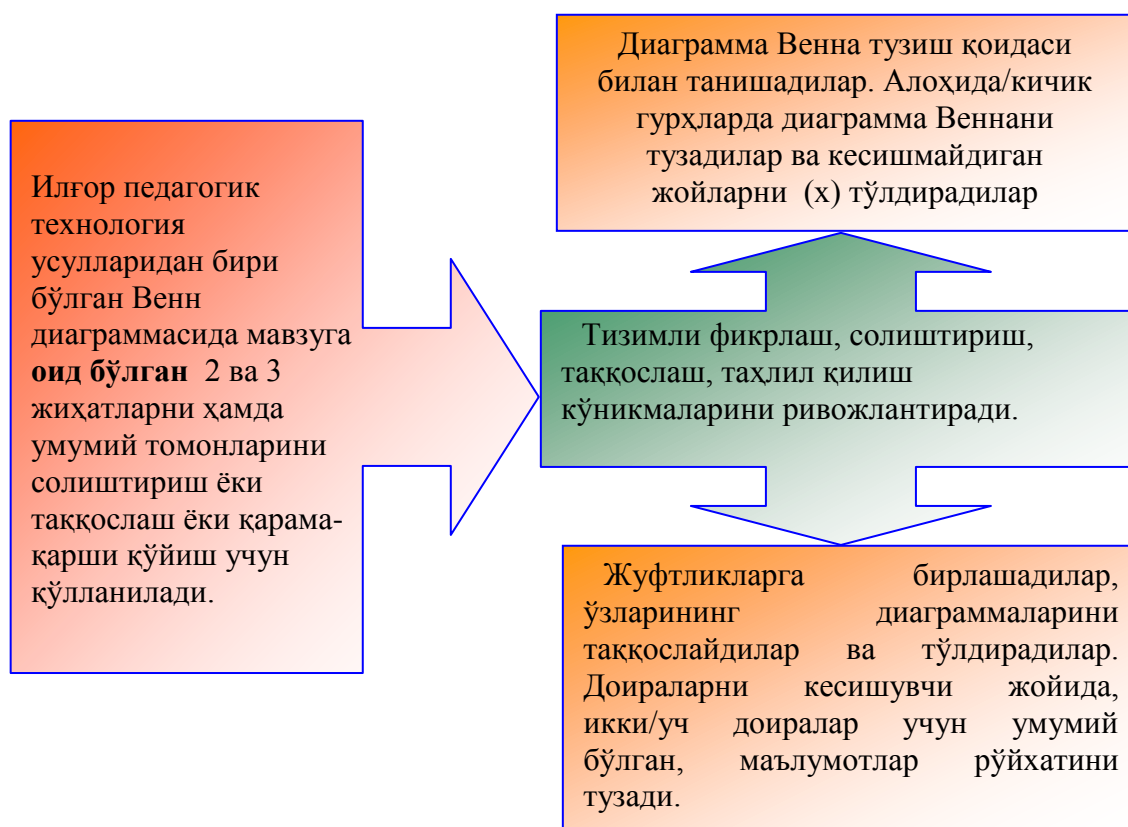 Илғор педагогик
технология
усулларидан бири
бўлган Венн
диаграммасида мавзуга
оид бўлган 2 ва 3
жиҳатларни ҳамда
умумий томонларини
солиштириш ёки
таққослаш ёки қарама-
қарши қўйиш учун
қўлланилади.
Диаграмма Венна тузиш қоидаси
билан танишадилар. Алоҳида/кичик
гурҳларда диаграмма Веннани
тузадилар ва кесишмайдиган
жойларни (х) тўлдирадилар
Тизимли фикрлаш, солиштириш,
таққослаш, таҳлил қилиш
кўникмаларини ривожлантиради.
Жуфтликларга бирлашадилар,
ўзларининг диаграммаларини
таққослайдилар ва тўлдирадилар.
Доираларни кесишувчи жойида,
икки/уч доиралар учун умумий
бўлган, маълумотлар рўйхатини
тузади.